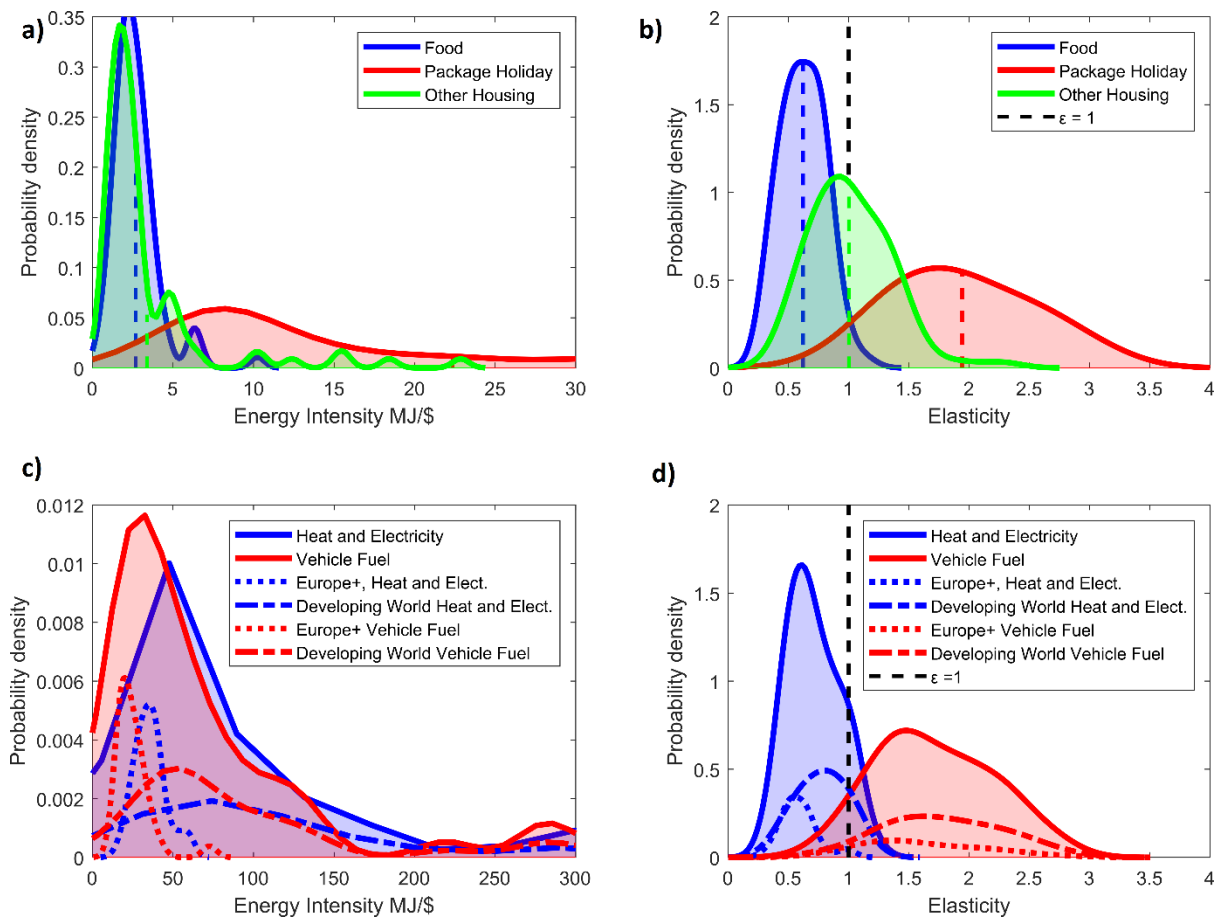 a)
0.35
0.3
0.25
0.2
0.15
0.1
0.05
0
Probability density
Food
Package Holiday
Other Housing
0 5 10 15 20 25 30
Energy Intensity MJ/$
b)
2
1.5
1
0.5
0
Probability density
Food
Package Holiday
Other Housing
ε = 1
0 0.5 1 1.5 2 2.5 3 3.5 4
Elasticity
c)
0.012
0.01
0.008
0.006
0.004
0.002
0
Probability density
Heat and Electricity
Vehicle Fuel
Europe+, Heat and Elect.
Developing World Heat and Elect.
Europe+ Vehicle Fuel
Developing World Vehicle Fuel
0 50 100 150 200 250 300
Energy Intensity MJ/$
d)
2
1.5
1
0.5
0
Probability density
Heat and Electricity
Vehicle Fuel
Europe+, Heat and Elect.
Developing World Heat and Elect.
Europe+ Vehicle Fuel
Developing World Vehicle Fuel
ε =1
0 0.5 1 1.5 2 2.5 3 3.5 4
Elasticity